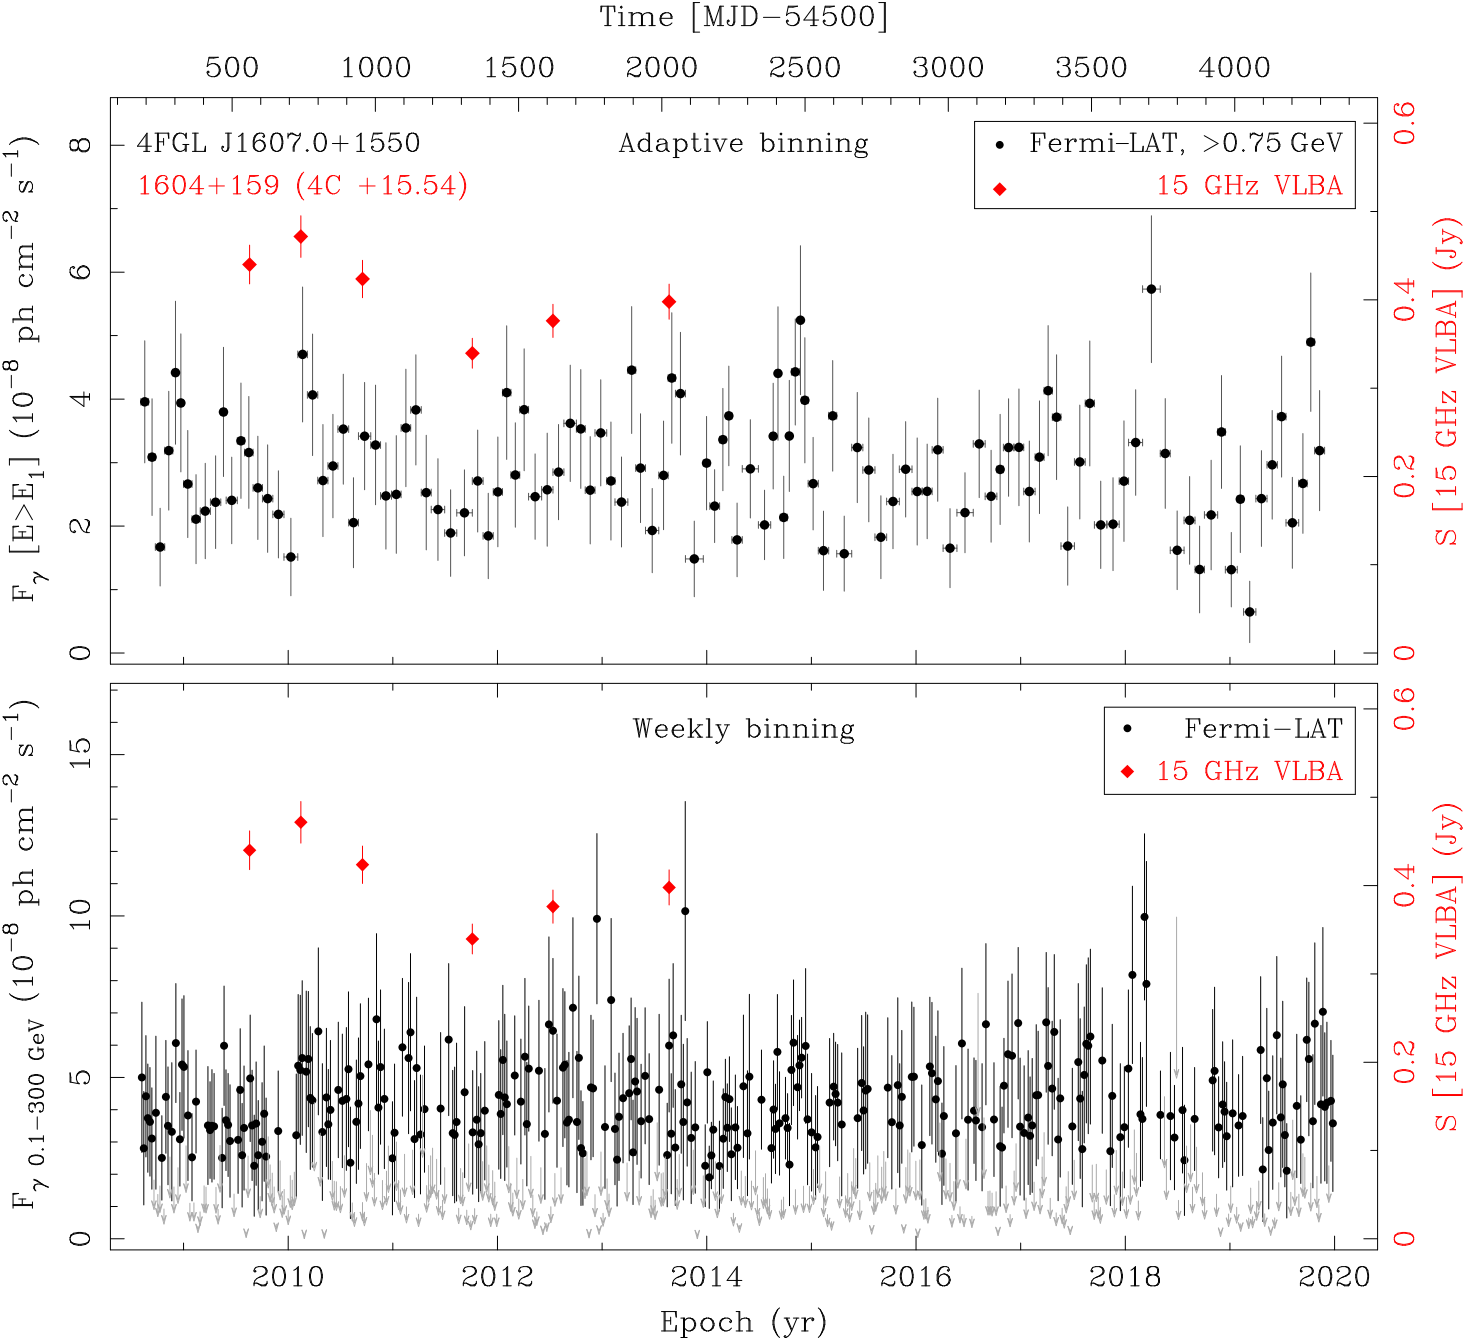 Time [MJD−54500]
500 1000 1500 2000 2500 3000 3500 4000
4FGL J1607.0+1550
1604+159 (4C +15.54)
Adaptive binning
Fermi−LAT, >0.75 GeV
15 GHz VLBA
F_γ [E>E_1] (10^−8 ph cm^−2 s^−1)
8
6
4
2
0
0.6
0.4
0.2
0
S [15 GHz VLBA] (Jy)
Weekly binning
Fermi−LAT
15 GHz VLBA
F_γ 0.1−300 GeV (10^−8 ph cm^−2 s^−1)
15
10
5
0
0.6
0.4
0.2
0
S [15 GHz VLBA] (Jy)
2010 2012 2014 2016 2018 2020
Epoch (yr)